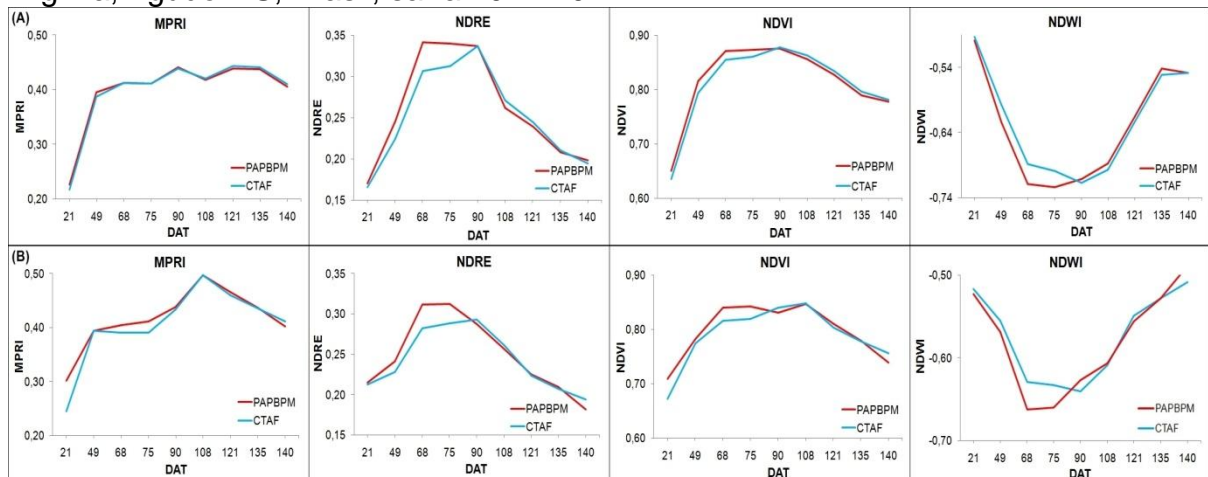 (A)
MPRI
0,50
0,40
0,30
0,20
MPRI
PAPBPM
CTAF
21 49 68 75 90 108 121 135 140
DAT
NDRE
0,35
0,30
0,25
0,20
0,15
NDRE
PAPBPM
CTAF
21 49 68 75 90 108 121 135 140
DAT
NDVI
0,90
0,80
0,70
0,60
NDVI
PAPBPM
CTAF
21 49 68 75 90 108 121 135 140
DAT
NDWI
-0,54
-0,64
-0,74
NDWI
PAPBPM
CTAF
21 49 68 75 90 108 121 135 140
DAT
(B)
MPRI
0,50
0,40
0,30
0,20
MPRI
PAPBPM
CTAF
21 49 68 75 90 108 121 135 140
DAT
NDRE
0,35
0,30
0,25
0,20
0,15
NDRE
PAPBPM
CTAF
21 49 68 75 90 108 121 135 140
DAT
NDVI
0,90
0,80
0,70
0,60
NDVI
PAPBPM
CTAF
21 49 68 75 90 108 121 135 140
DAT
NDWI
-0,50
-0,60
-0,70
NDWI
PAPBPM
CTAF
21 49 68 75 90 108 121 135 140
DAT